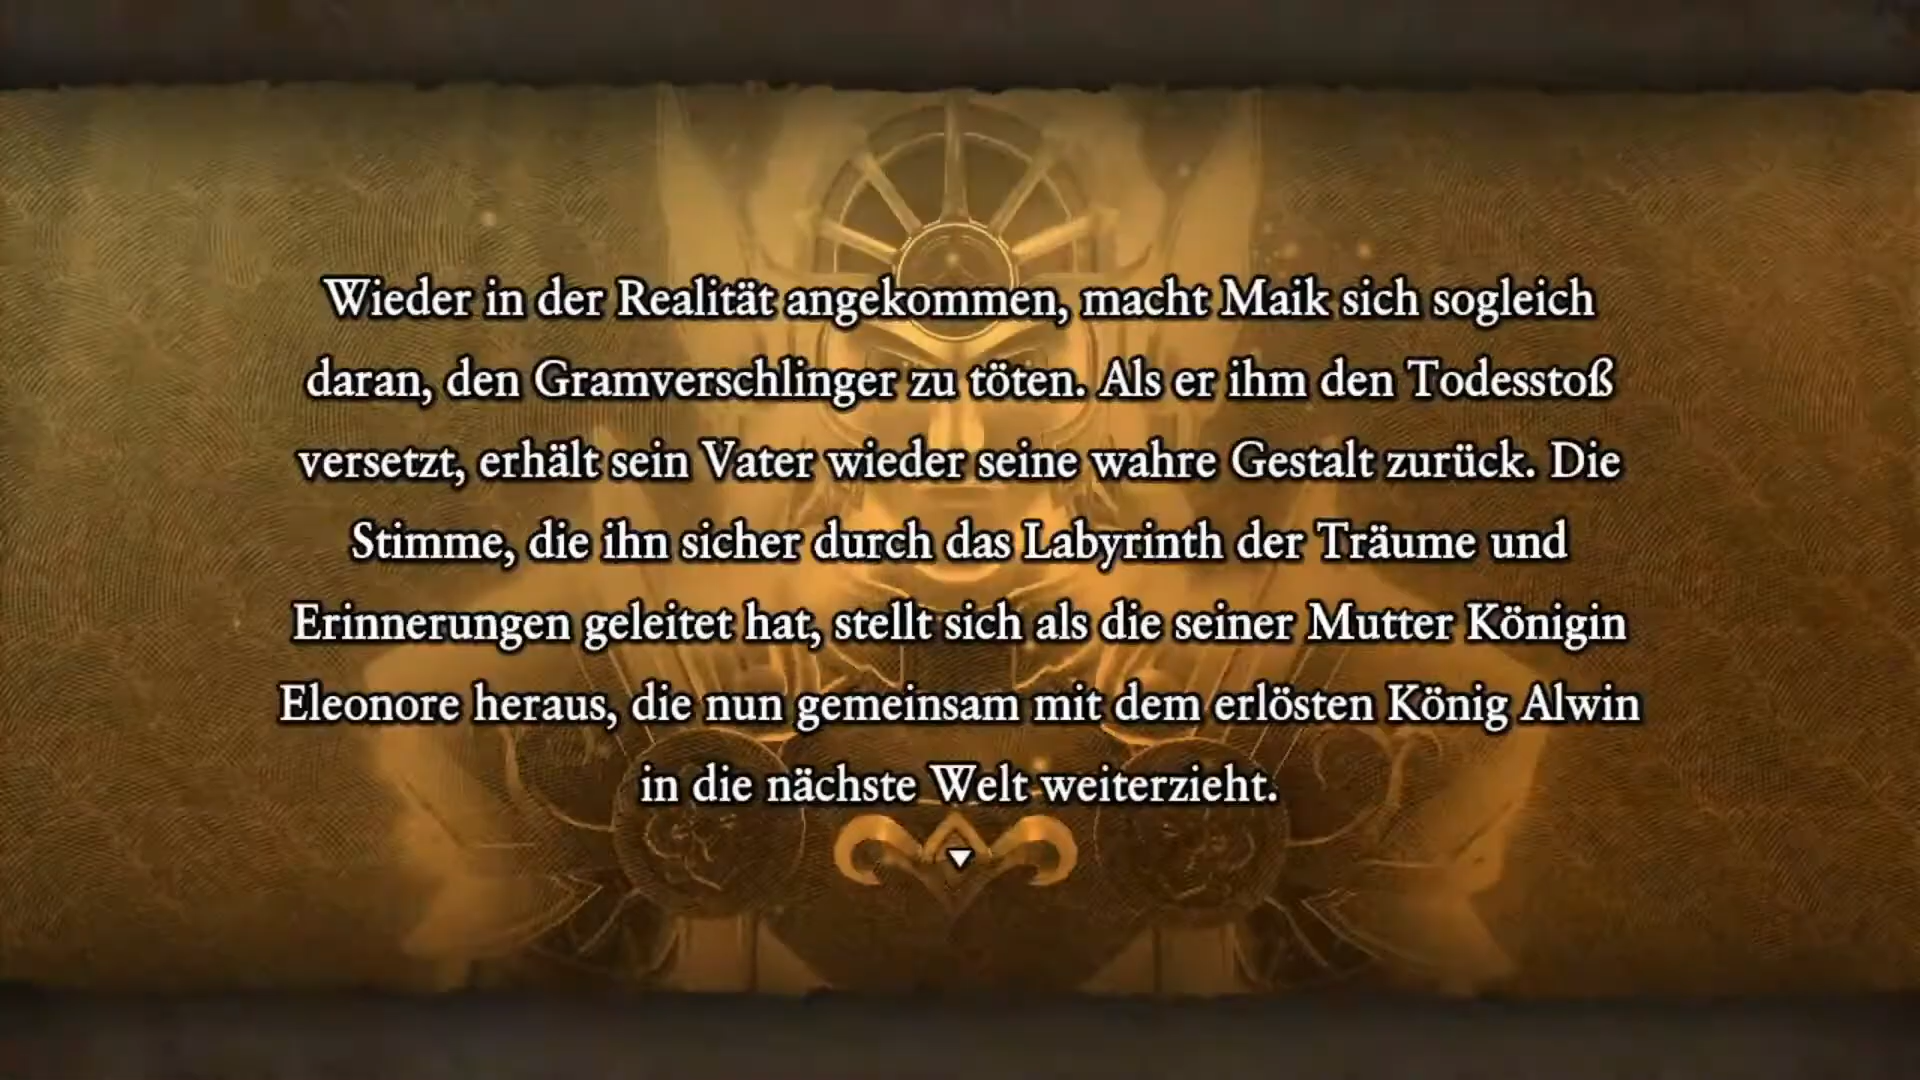 Wieder in der Realität angekommen, macht Maik sich sogleich
daran, den Gramverschlinger zu töten. Als er ihm den Todesstoß
versetzt, erhält sein Vater wieder seine wahre Gestalt zurück. Die
Stimme, die ihn sicher durch das Labyrinth der Träume und
Erinnerungen geleitet hat, stellt sich als die seiner Mutter Königin
Eleonore heraus, die nun gemeinsam mit dem erlösten König Alwin
in die nächste Welt weiterzieht.